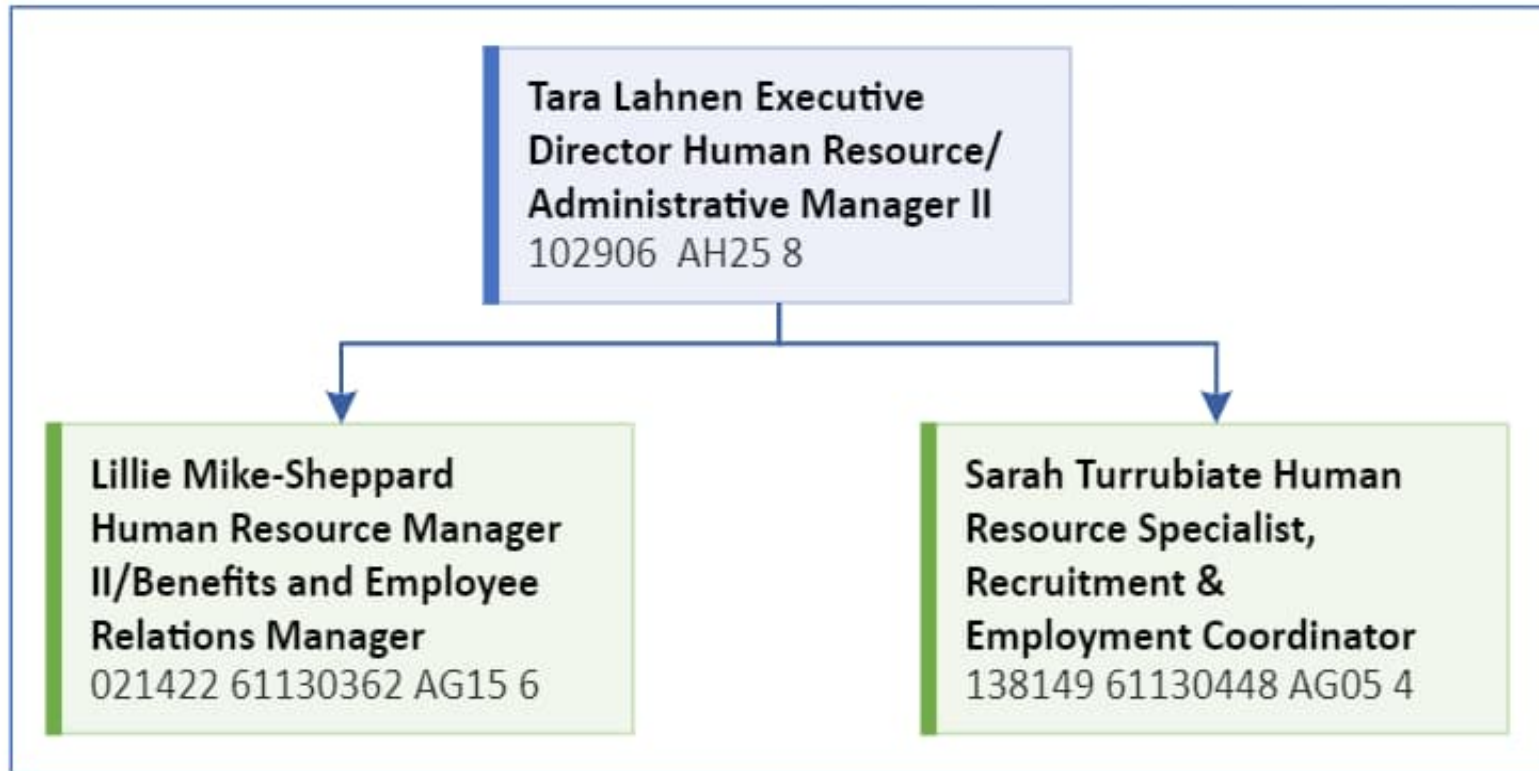 Tara Lahnen Executive
Director Human Resource/
Administrative Manager II
102906  AH25 8
Lillie Mike-Sheppard
Human Resource Manager
II/Benefits and Employee
Relations Manager
021422 61130362 AG15 6
Sarah Turrubiate Human
Resource Specialist,
Recruitment &
Employment Coordinator
138149 61130448 AG05 4